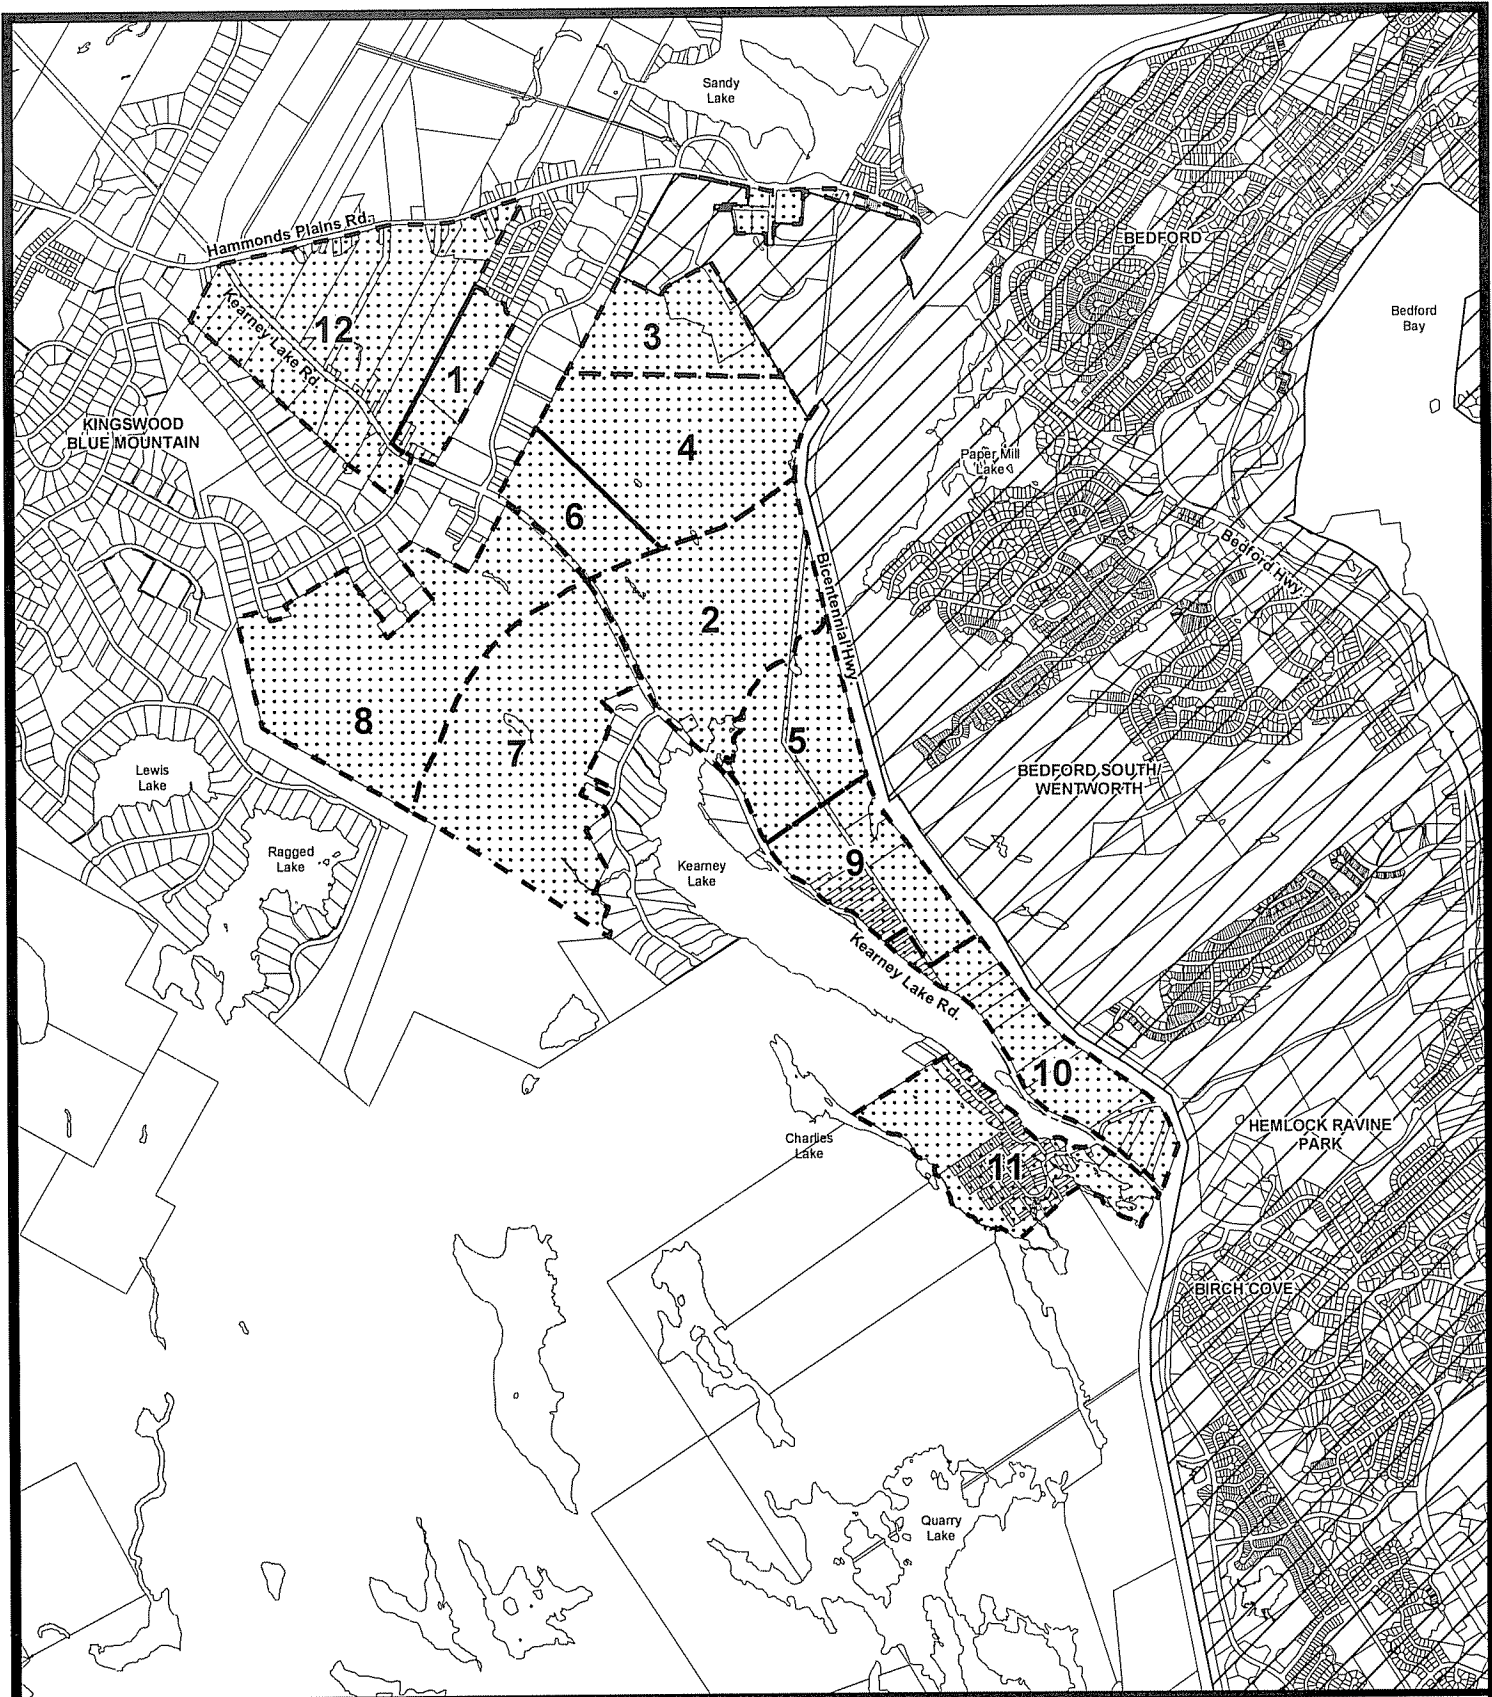 Sandy
Lake
Hammonds Plains Rd.
BEDFORD
Bedford
Bay
3
12
Kearney Lake Rd.
1
KINGSWOOD
BLUE MOUNTAIN
4
Paper Mill
Lake
6
Bedford Hwy.
Bicentennial Hwy
2
8
7
5
Lewis
Lake
BEDFORD SOUTH/
WENTWORTH
Ragged
Lake
Kearney
Lake
9
Kearney Lake Rd.
10
HEMLOCK RAVINE
PARK
Charlies
Lake
11
BIRCH COVE
Quarry
Lake